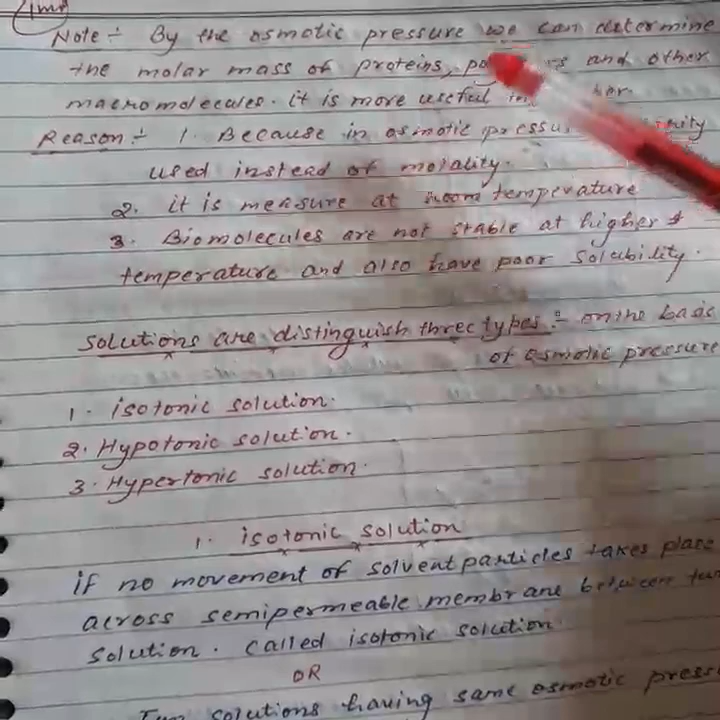 Imp
Note ÷ By the osmotic pressure we can determine
the molar mass of proteins, and other
macromolecules. it is more useful
Reason ÷ 1. Because in osmotic
used instead of molality.
2. it is measure at room temperature
3. Biomolecules are not stable at higher
temperature and also have poor solubility.
Solutions are distinguish three types ÷ on the basis
of osmotic pressure
1. isotonic solution.
2. Hypotonic solution.
3. Hypertonic solution.
1. isotonic solution
if no movement of solvent particles takes place
across semipermeable membrane between
solution. called isotonic solution.
OR
Two solutions having same osmotic